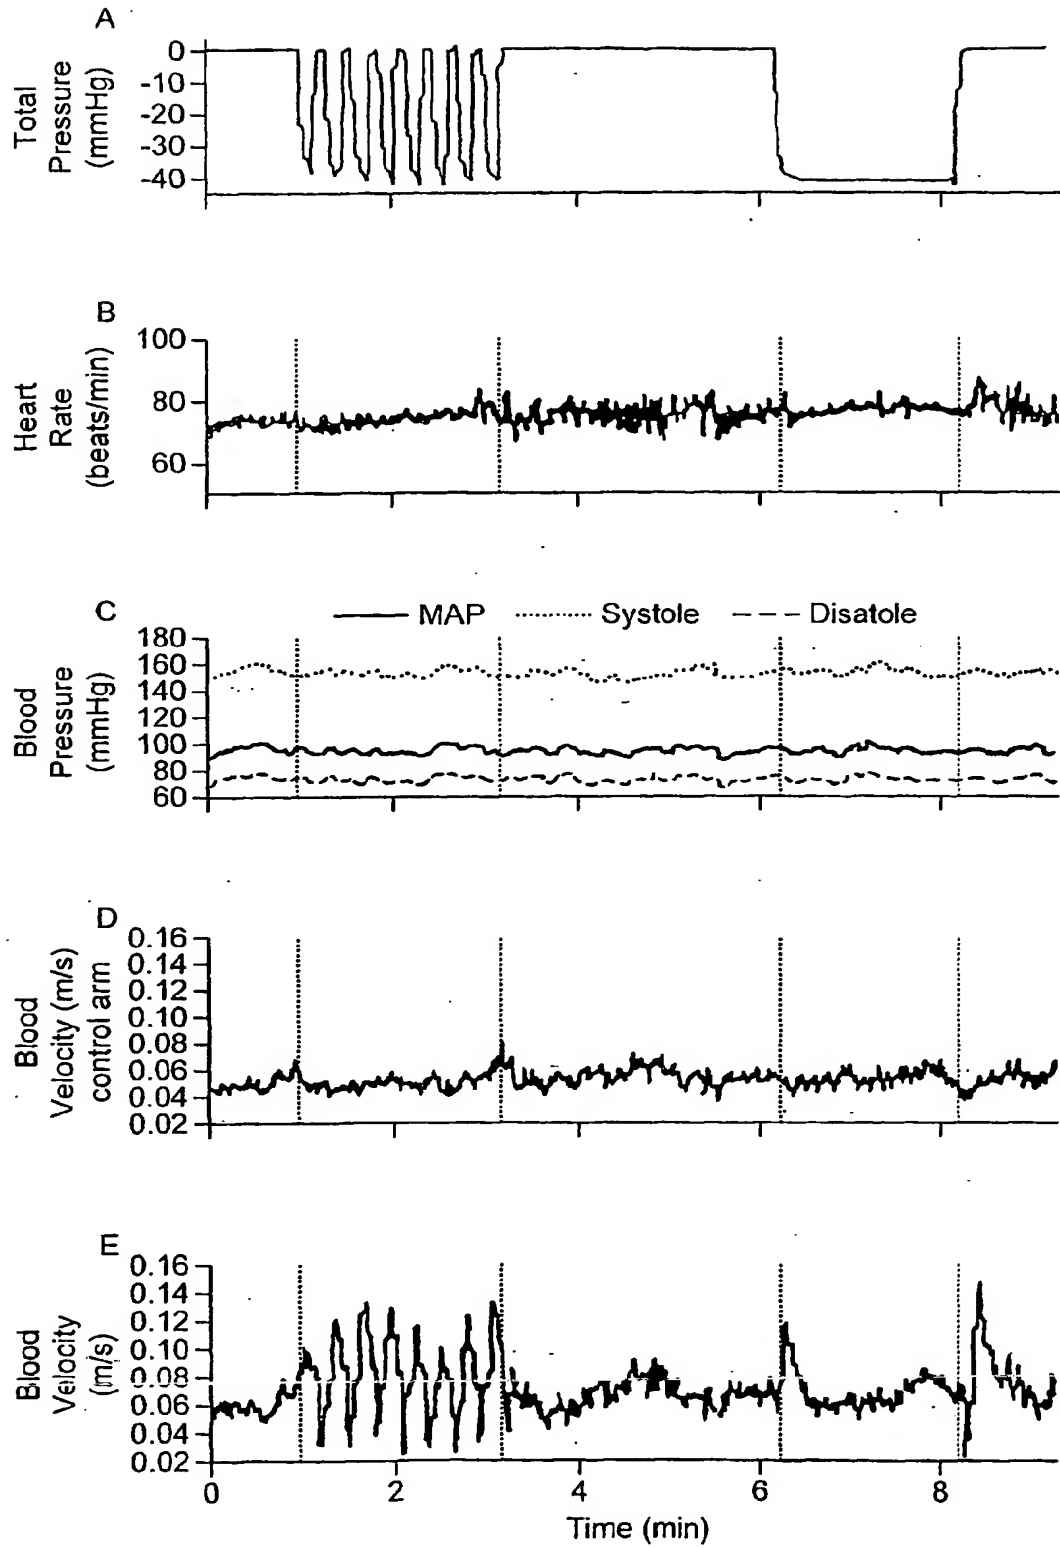 A
Total
Pressure
(mmHg)
0
-10
-20
-30
-40
B
Heart
Rate
(beats/min)
100
80
60
C
MAP Systole Disatole
Blood
Pressure
(mmHg)
180
160
140
120
100
80
60
D
Blood
Velocity (m/s)
control arm
0.16
0.14
0.12
0.10
0.08
0.06
0.04
0.02
E
Blood
Velocity
(m/s)
0.16
0.14
0.12
0.10
0.08
0.06
0.04
0.02
0 2 4 6 8
Time (min)